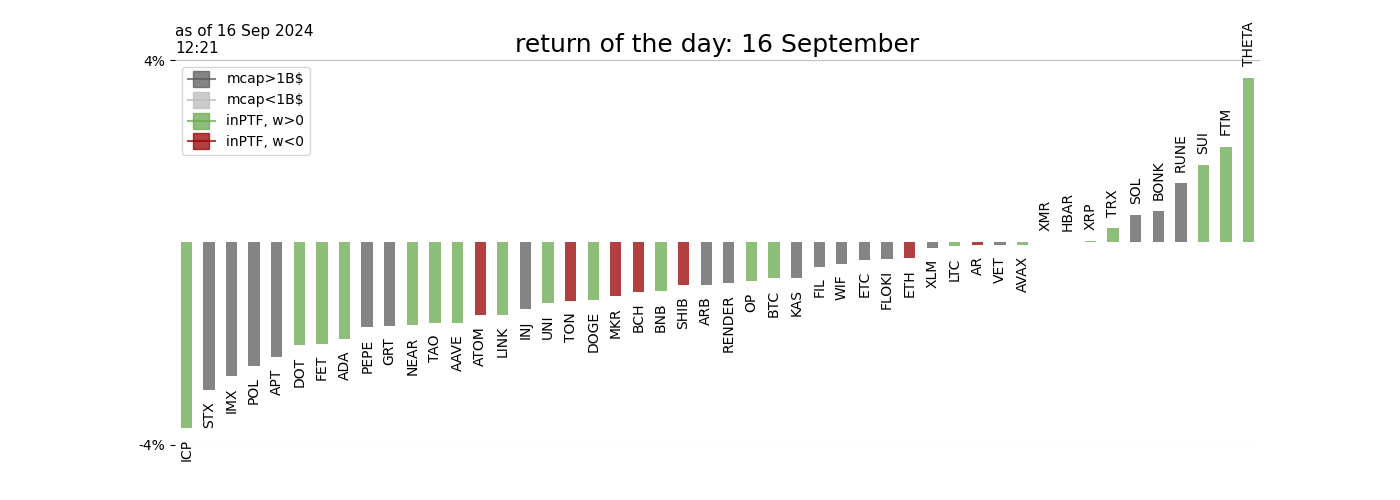 as of 16 Sep 2024
12:21
return of the day: 16 September
4%
mcap>1B$
mcap<1B$
inPTF, w>0
inPTF, w<0
-4%
ICP
STX
IMX
POL
APT
DOT
FET
ADA
PEPE
GRT
NEAR
TAO
AAVE
ATOM
LINK
INJ
UNI
TON
DOGE
MKR
BCH
BNB
SHIB
ARB
RENDER
OP
BTC
KAS
FIL
WIF
ETC
FLOKI
ETH
XLM
LTC
AR
VET
AVAX
XMR
HBAR
XRP
TRX
SOL
BONK
RUNE
SUI
FTM
THETA